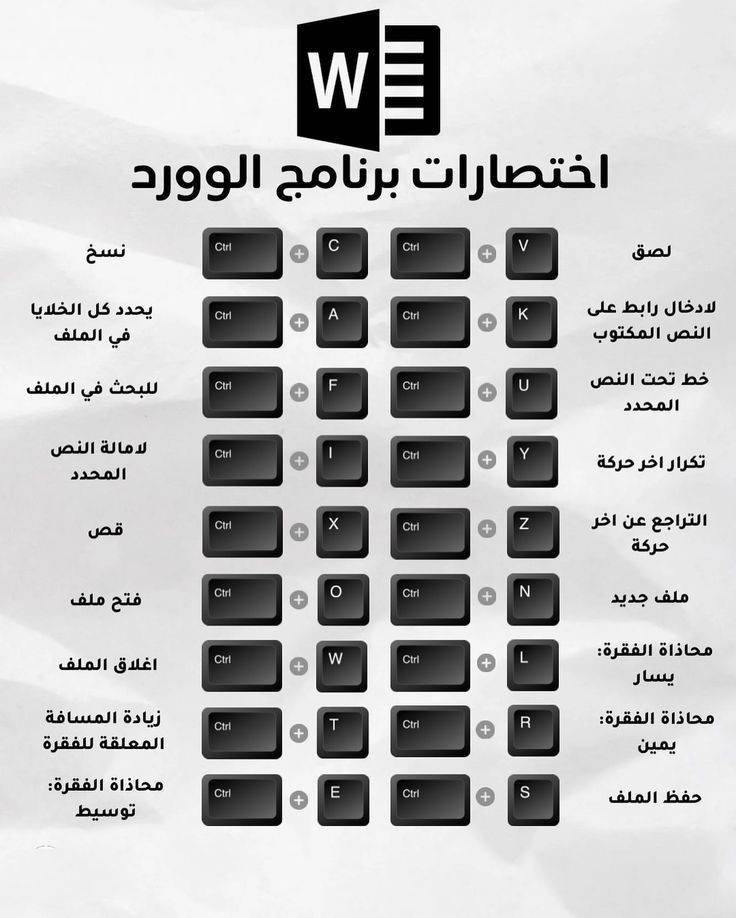 W
اختصارات برنامج الوورد
نسخ Ctrl + C Ctrl + V لصق
يحدد كل الخلايا
في الملف
Ctrl + A Ctrl + K
لادخال رابط على
النص المكتوب
للبحث في الملف Ctrl + F Ctrl + U
خط تحت النص
المحدد
لامالة النص
المحدد
Ctrl + I Ctrl + Y تكرار اخر حركة
قص Ctrl + X Ctrl + Z
التراجع عن اخر
حركة
فتح ملف Ctrl + O Ctrl + N ملف جديد
اغلاق الملف Ctrl + W Ctrl + L
محاذاة الفقرة:
يسار
زيادة المسافة
المعلقة للفقرة
Ctrl + T Ctrl + R
محاذاة الفقرة:
يمين
محاذاة الفقرة:
توسيط
Ctrl + E Ctrl + S حفظ الملف